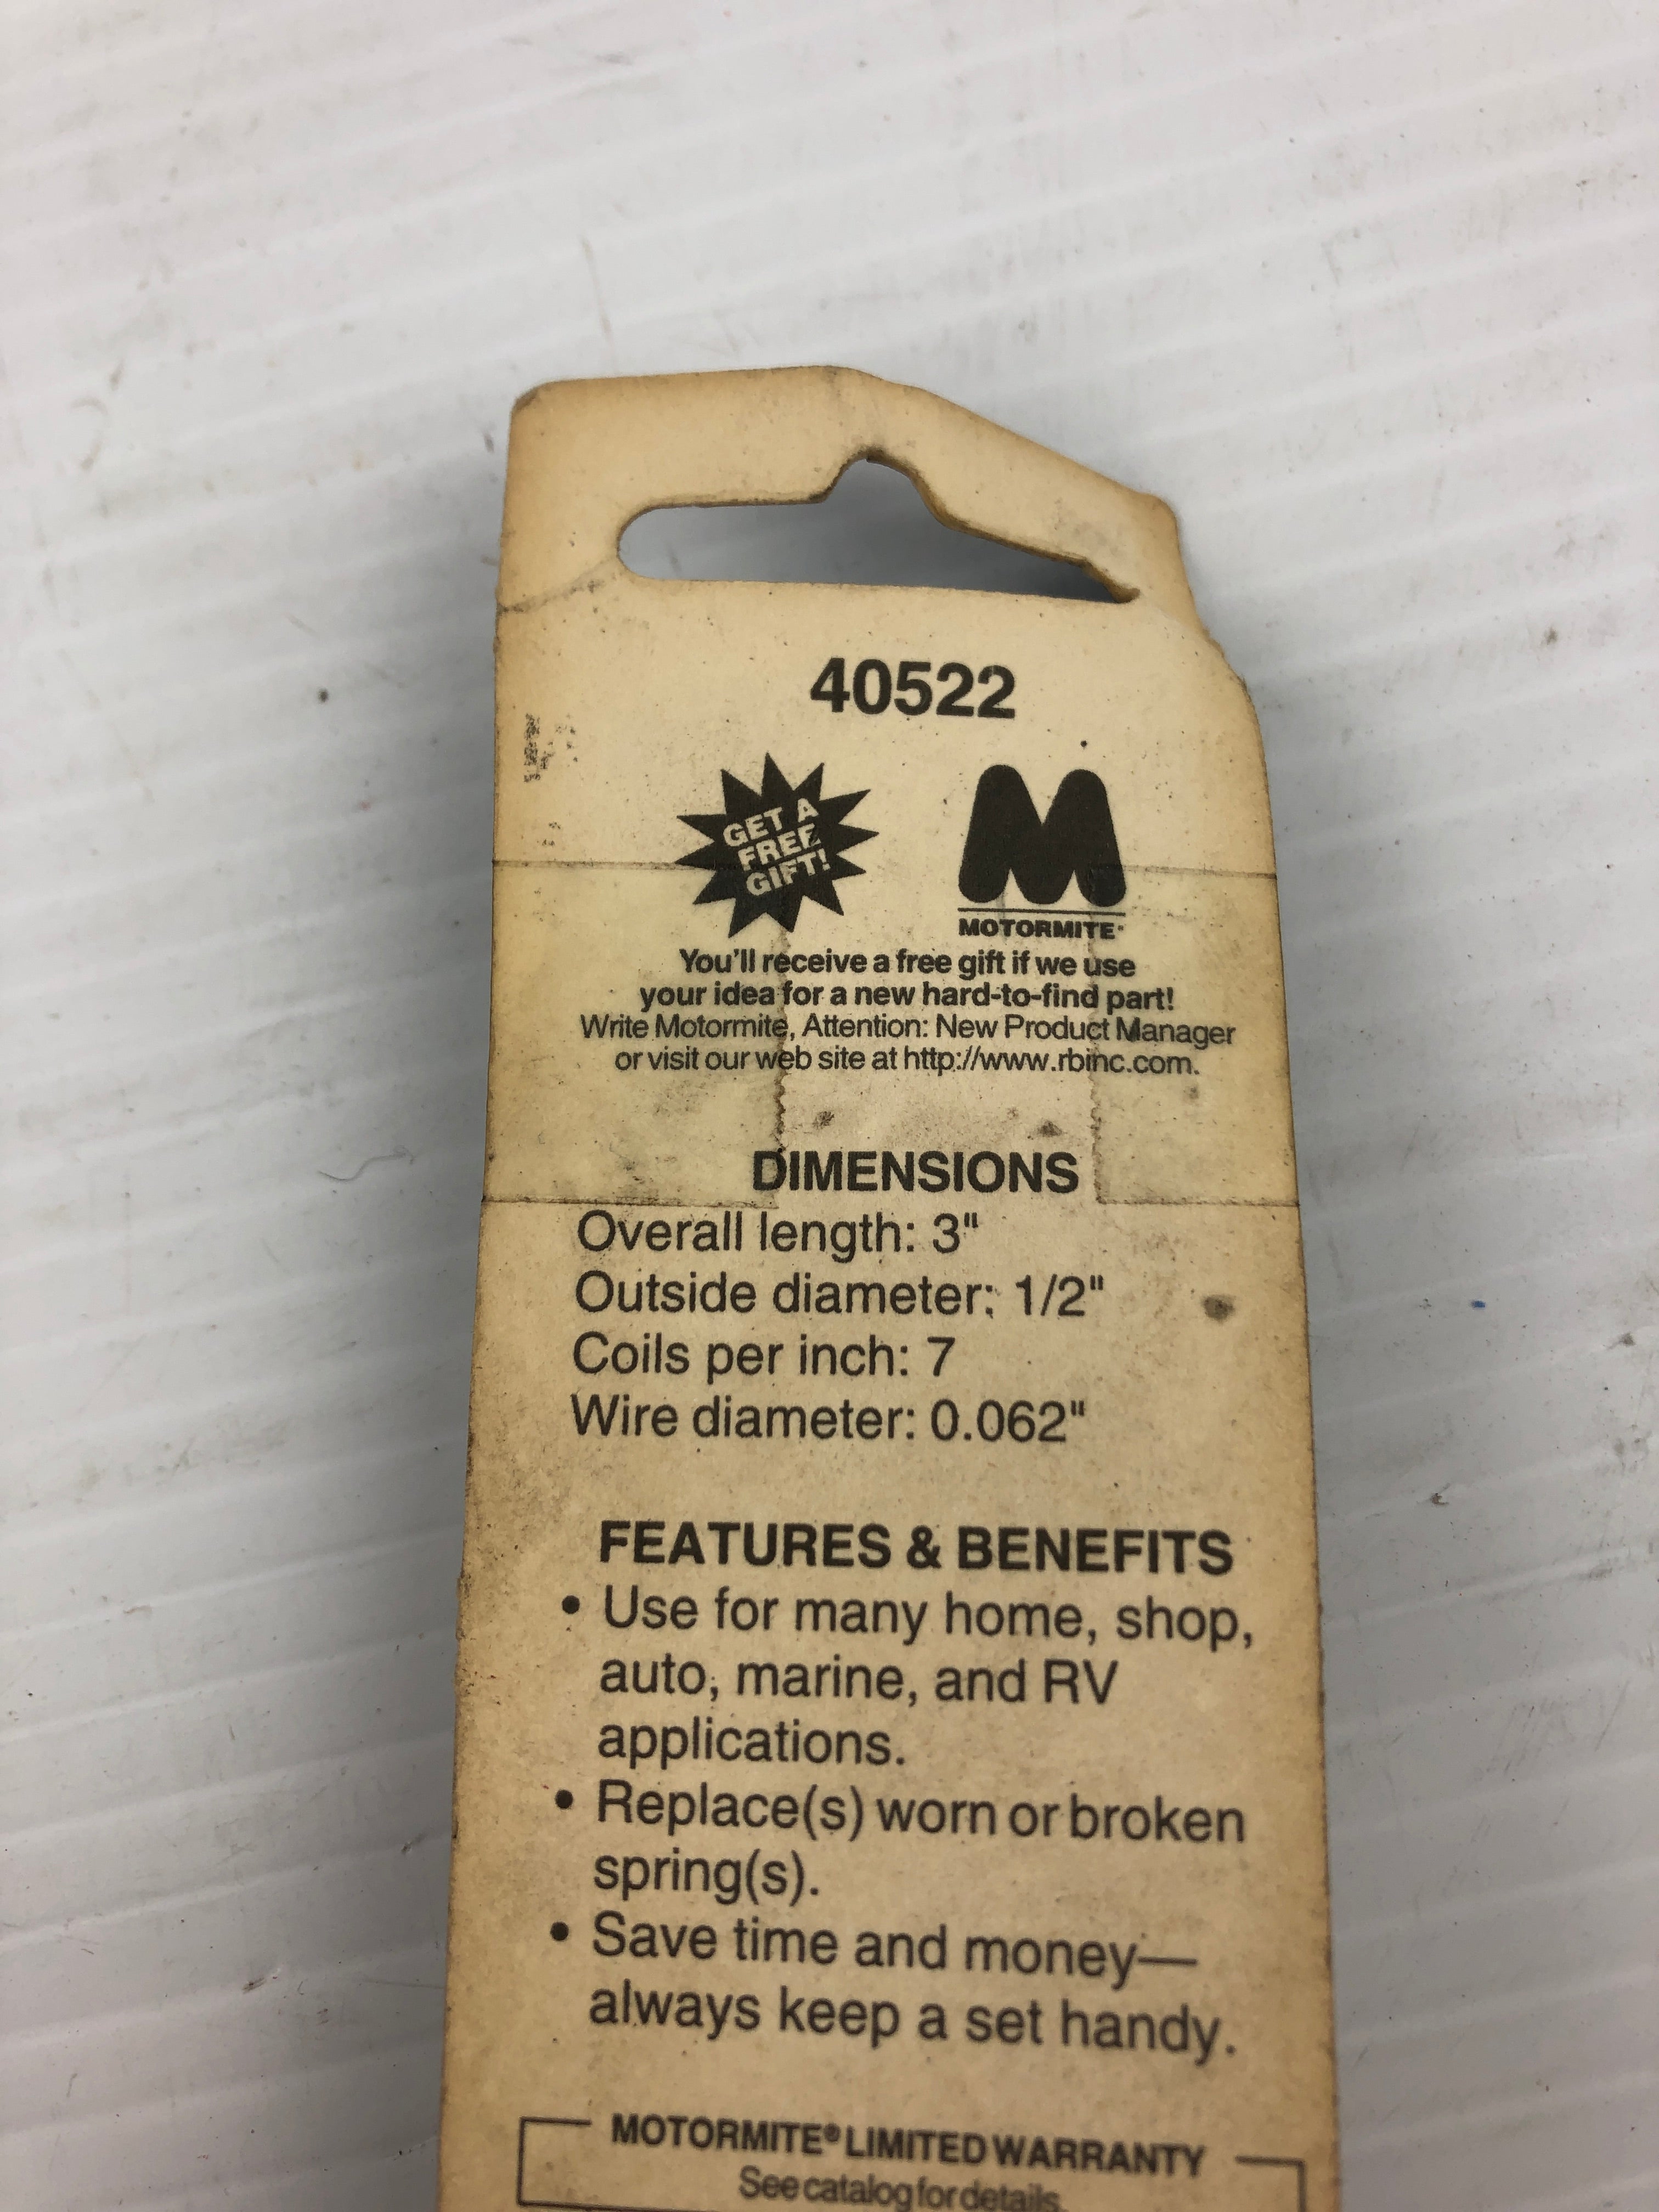 40522
GET A
FREE
GIFT!
MOTORMITE
You'll receive a free gift if we use
your idea for a new hard-to-find part!
Write Motormite, Attention: New Product Manager
or visit our web site at http://www.rbinc.com.
DIMENSIONS
Overall length: 3"
Outside diameter: 1/2"
Coils per inch: 7
Wire diameter: 0.062"
FEATURES & BENEFITS
• Use for many home, shop,
auto, marine, and RV
applications.
• Replace(s) worn or broken
spring(s).
• Save time and money—
always keep a set handy.
MOTORMITE® LIMITED WARRANTY
See catalog for details.